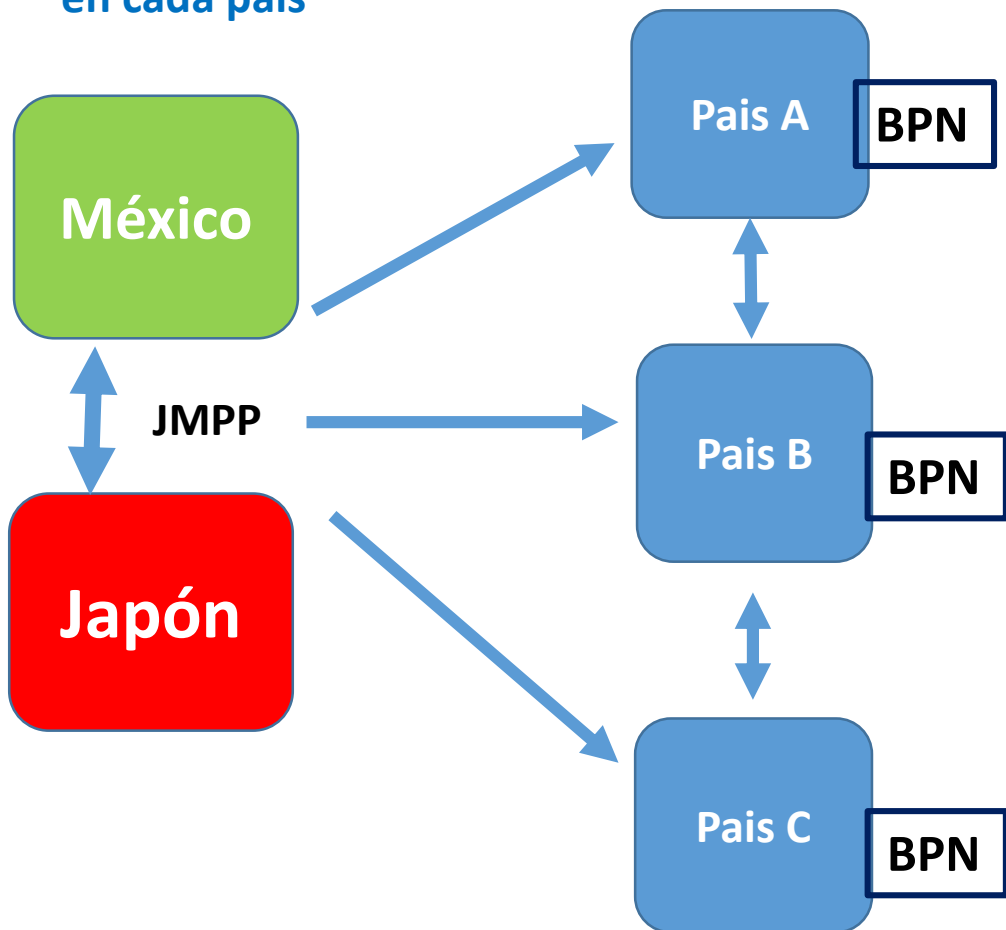 en cada país
Pais A
BPN
México
JMPP
Pais B
BPN
Japón
Pais C
BPN